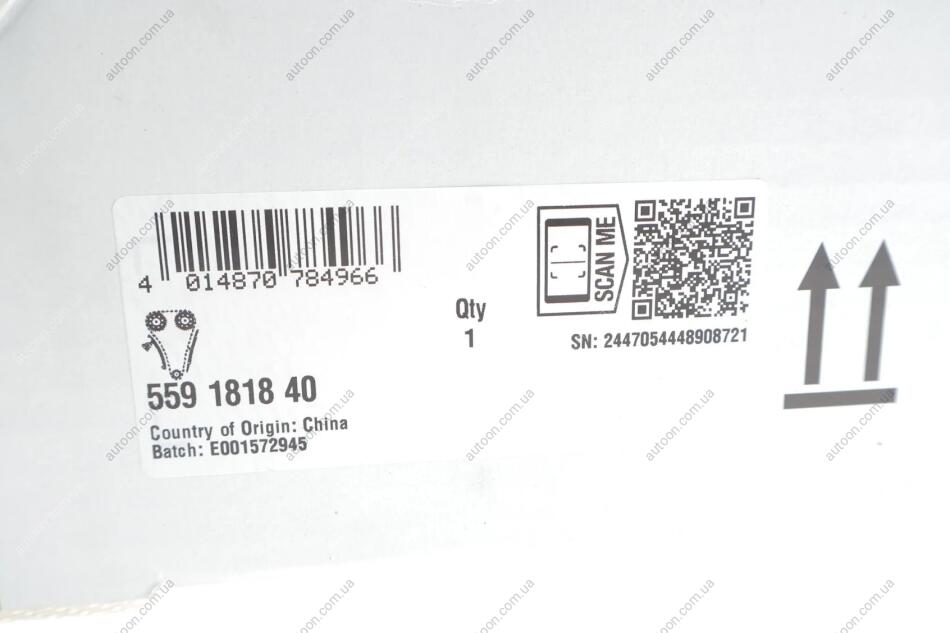 4 014870 784966
Qty
1
SCAN ME
SN: 2447054448908721
559 1818 40
Country of Origin: China
Batch: E001572945
autoon.com.ua